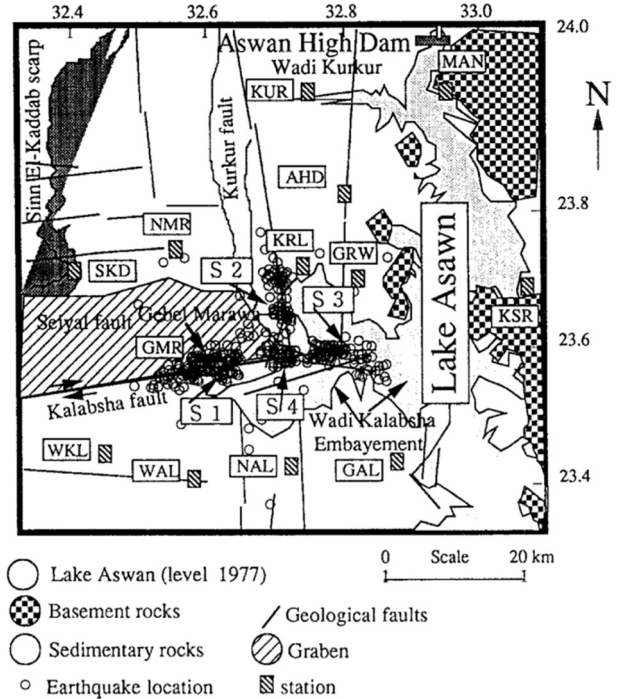 32.4 32.6 32.8 33.0
24.0
Aswan High Dam
Wadi Kurkur
MAN
KUR
N
Sinn El-Kaddab scarp
Kurkur fault
AHD
23.8
NMR
KRL
GRW
SKD
S 2
S 3
Lake Asawn
KSR
Seiyal fault
Gebel Marawa
GMR
23.6
Kalabsha fault
S 1
S 4
Wadi Kalabsha
Embayement
WKL
WAL
NAL
GAL
23.4
0 Scale 20 km
Lake Aswan (level 1977)
Basement rocks
Geological faults
Sedimentary rocks
Graben
Earthquake location
station